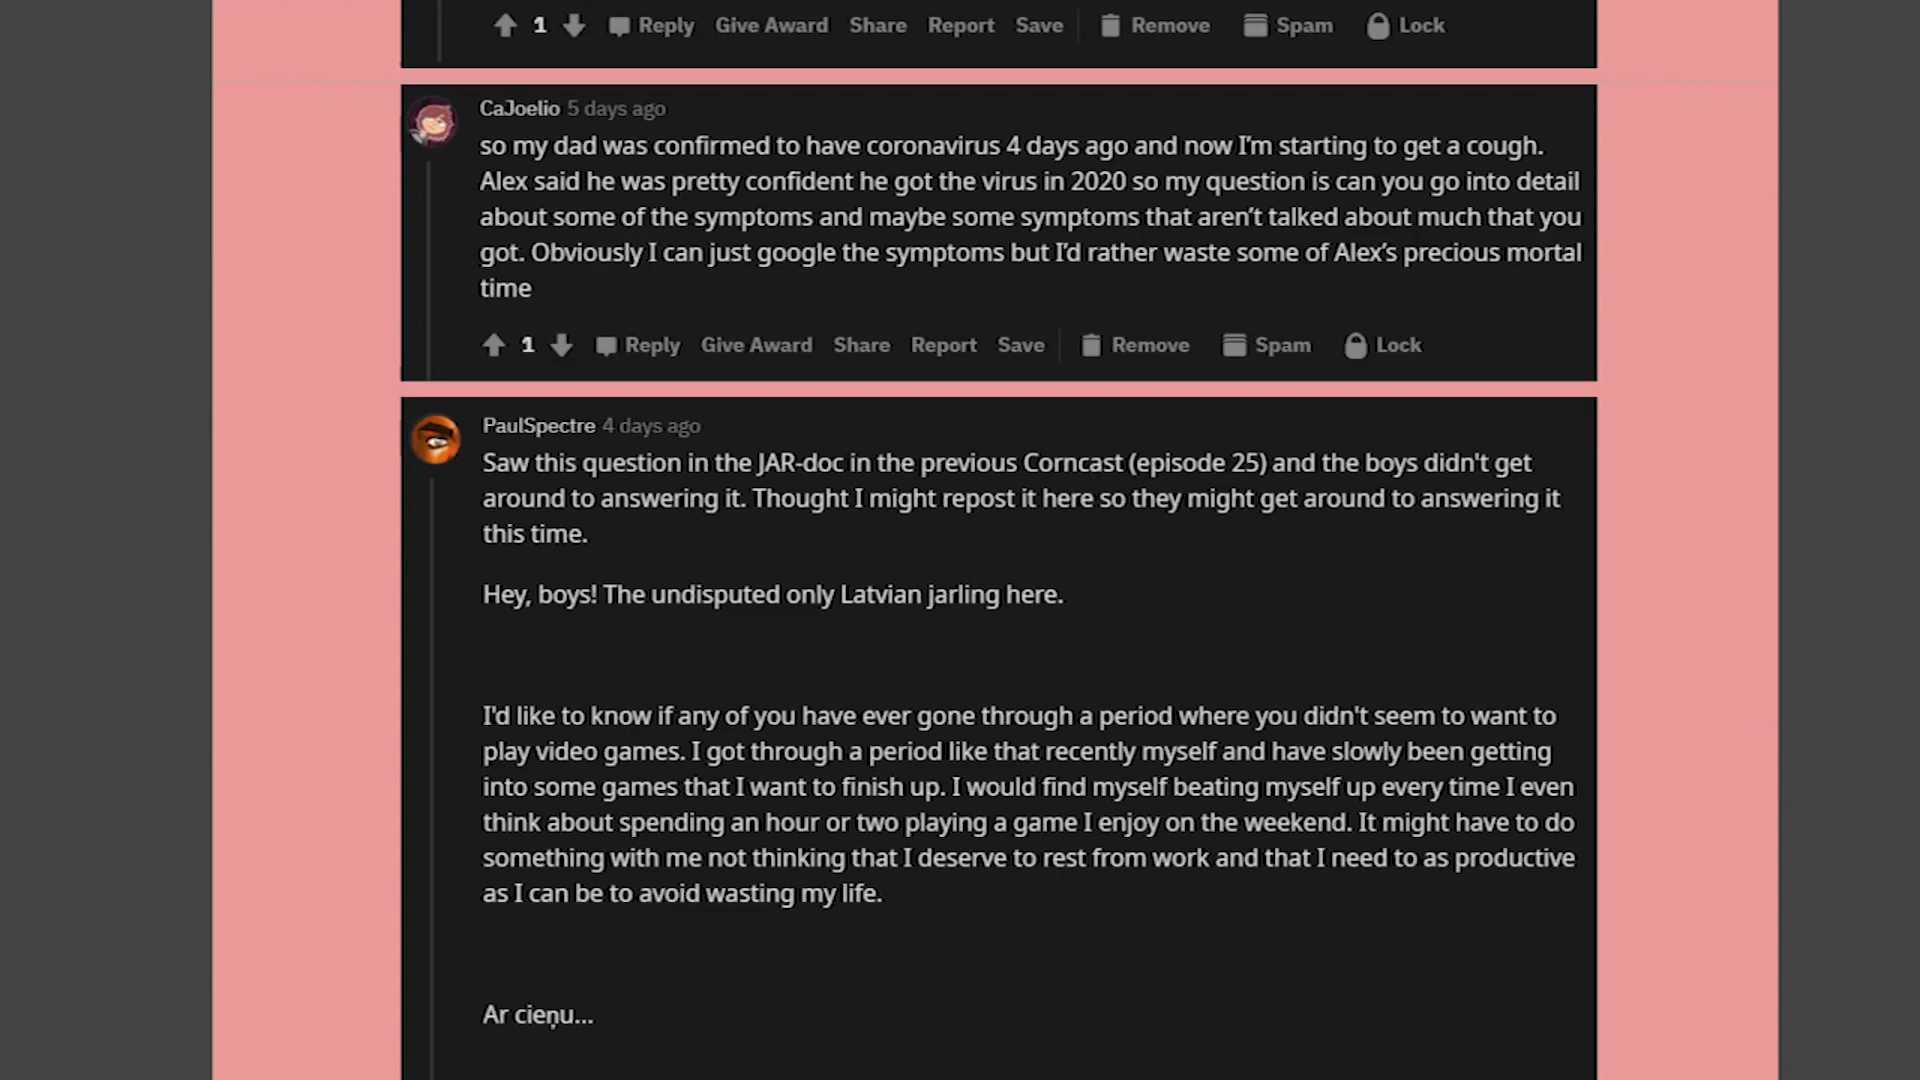 1 Reply Give Award Share Report Save Remove Spam Lock
CaJoelio 5 days ago
so my dad was confirmed to have coronavirus 4 days ago and now I'm starting to get a cough.
Alex said he was pretty confident he got the virus in 2020 so my question is can you go into detail
about some of the symptoms and maybe some symptoms that aren't talked about much that you
got. Obviously I can just google the symptoms but I'd rather waste some of Alex's precious mortal
time
1 Reply Give Award Share Report Save Remove Spam Lock
PaulSpectre 4 days ago
Saw this question in the JAR-doc in the previous Corncast (episode 25) and the boys didn't get
around to answering it. Thought I might repost it here so they might get around to answering it
this time.
Hey, boys! The undisputed only Latvian jarling here.
I'd like to know if any of you have ever gone through a period where you didn't seem to want to
play video games. I got through a period like that recently myself and have slowly been getting
into some games that I want to finish up. I would find myself beating myself up every time I even
think about spending an hour or two playing a game I enjoy on the weekend. It might have to do
something with me not thinking that I deserve to rest from work and that I need to as productive
as I can be to avoid wasting my life.
Ar cieņu...